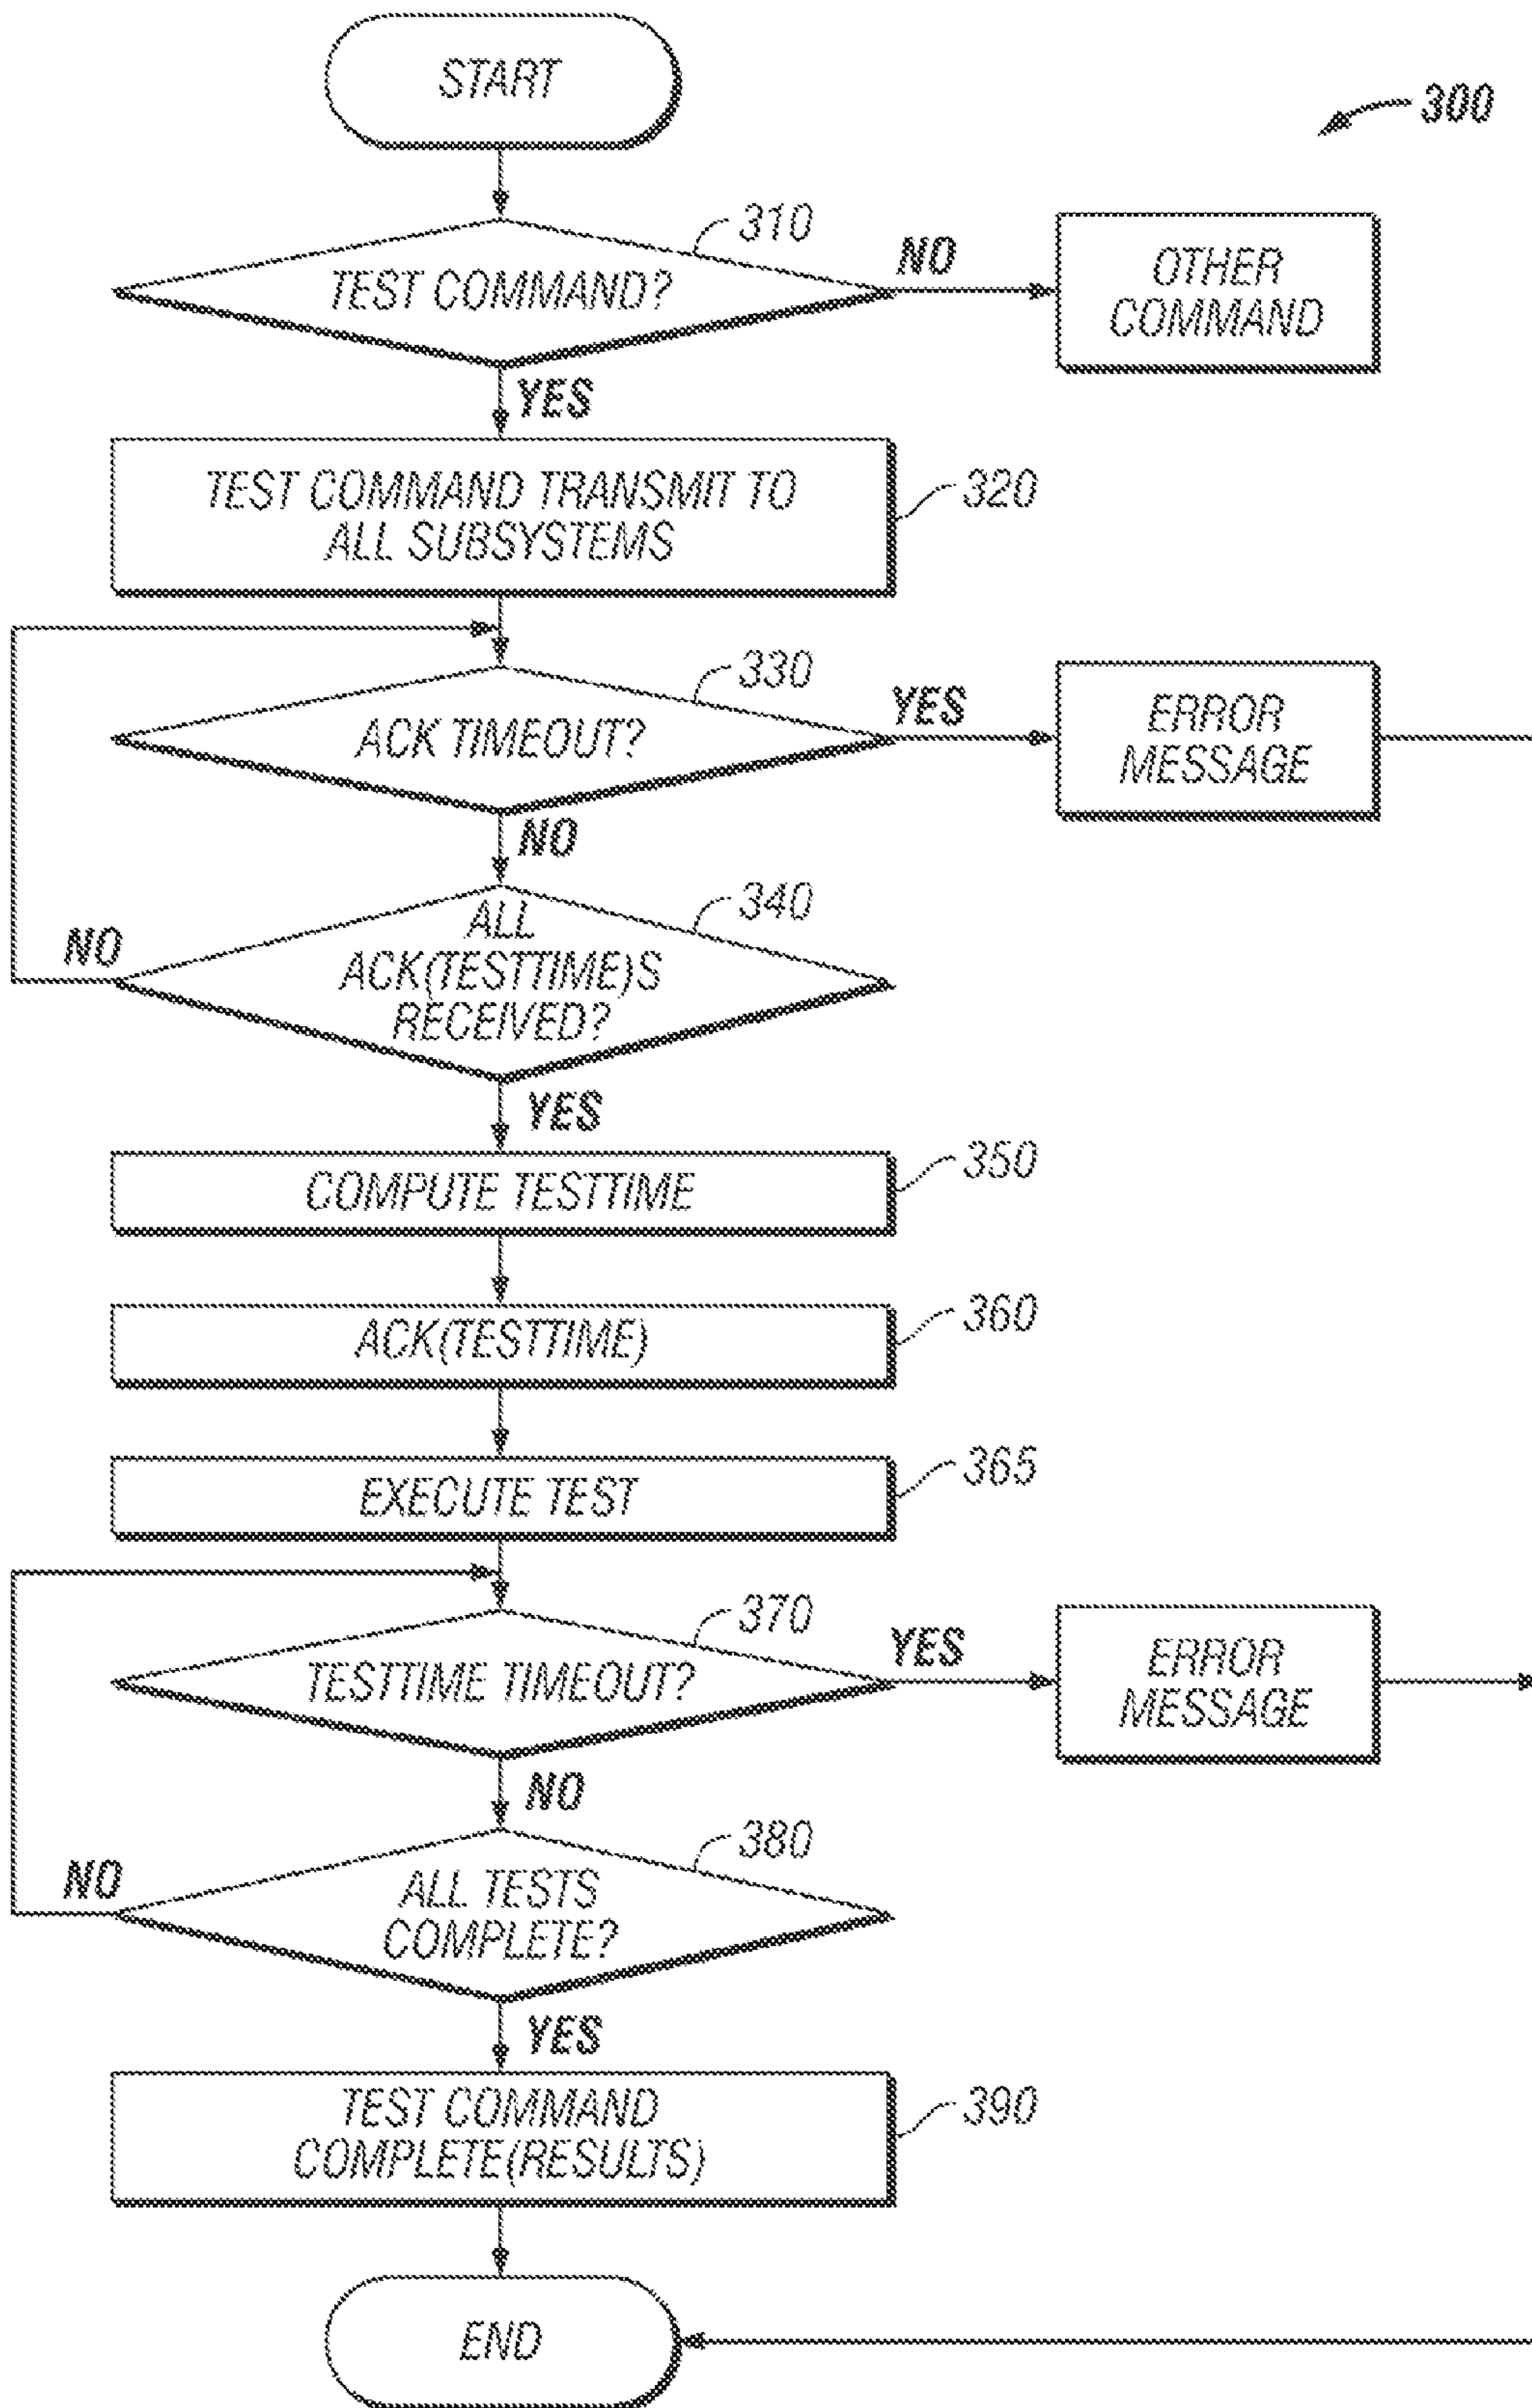 START
300
310
TEST COMMAND?
NO
OTHER
COMMAND
YES
TEST COMMAND TRANSMIT TO
ALL SUBSYSTEMS
320
330
ACK TIMEOUT?
YES
ERROR
MESSAGE
NO
340
ALL
ACK(TESTTIME)S
RECEIVED?
NO
YES
COMPUTE TESTTIME
350
ACK(TESTTIME)
360
EXECUTE TEST
365
370
TESTTIME TIMEOUT?
YES
ERROR
MESSAGE
NO
380
ALL TESTS
COMPLETE?
NO
YES
TEST COMMAND
COMPLETE(RESULTS)
390
END